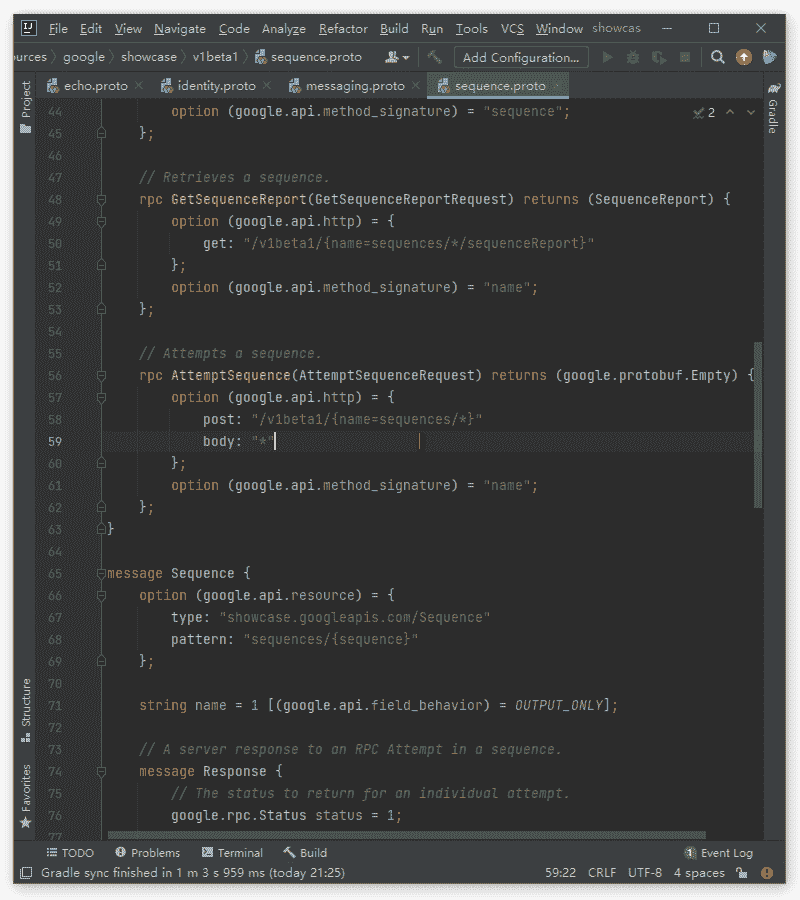 File Edit View Navigate Code Analyze Refactor Build Run Tools VCS Window showcas
ources google showcase v1beta1 sequence.proto Add Configuration...
echo.proto identity.proto messaging.proto sequence.proto
Project
Gradle
44 option (google.api.method_signature) = "sequence"; 2
45 };
46
47 // Retrieves a sequence.
48 rpc GetSequenceReport(GetSequenceReportRequest) returns (SequenceReport) {
49 option (google.api.http) = {
50 get: "/v1beta1/{name=sequences/*/sequenceReport}"
51 };
52 option (google.api.method_signature) = "name";
53 };
54
55 // Attempts a sequence.
56 rpc AttemptSequence(AttemptSequenceRequest) returns (google.protobuf.Empty) {
57 option (google.api.http) = {
58 post: "/v1beta1/{name=sequences/*}"
59 body: "*"
60 };
61 option (google.api.method_signature) = "name";
62 };
63 }
64
65 message Sequence {
66 option (google.api.resource) = {
67 type: "showcase.googleapis.com/Sequence"
68 pattern: "sequences/{sequence}"
69 };
70
71 string name = 1 [(google.api.field_behavior) = OUTPUT_ONLY];
72
73 // A server response to an RPC Attempt in a sequence.
74 message Response {
75 // The status to return for an individual attempt.
76 google.rpc.Status status = 1;
77
Structure
Favorites
TODO Problems Terminal Build 1 Event Log
Gradle sync finished in 1 m 3 s 959 ms (today 21:25) 59:22 CRLF UTF-8 4 spaces